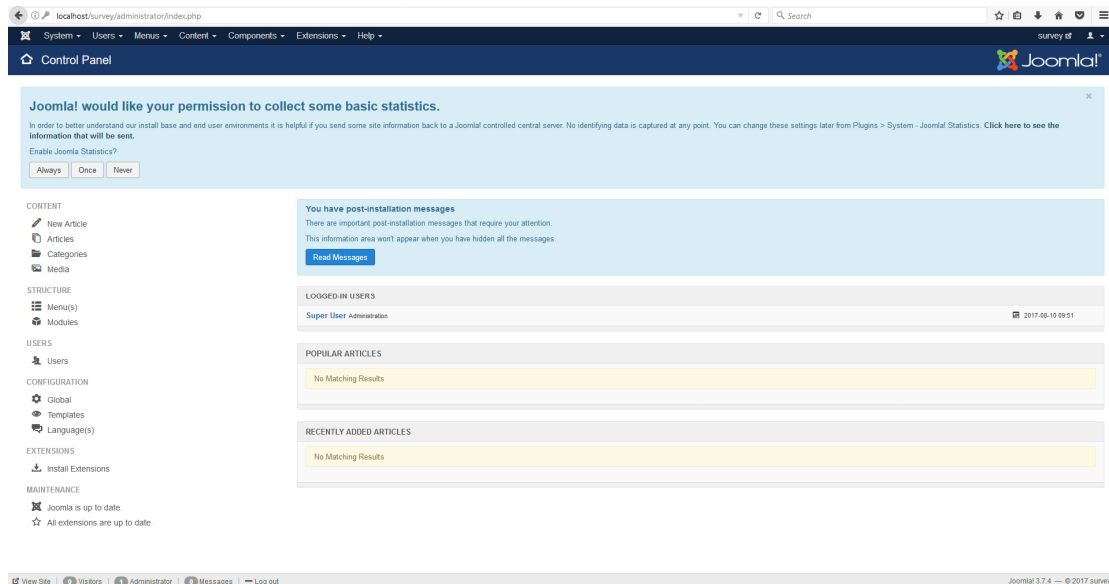 localhost/survey/administrator/index.php
Search
System Users Menus Content Components Extensions Help
survey
Control Panel
Joomla!
Joomla! would like your permission to collect some basic statistics.
In order to better understand our install base and end user environments it is helpful if you send some site information back to a Joomla! controlled central server. No identifying data is captured at any point. You can change these settings later from Plugins > System - Joomla! Statistics. Click here to see the
information that will be sent.
Enable Joomla Statistics?
Always Once Never
CONTENT
New Article
Articles
Categories
Media
STRUCTURE
Menu(s)
Modules
USERS
Users
CONFIGURATION
Global
Templates
Language(s)
EXTENSIONS
Install Extensions
MAINTENANCE
Joomla is up to date.
All extensions are up to date.
You have post-installation messages
There are important post-installation messages that require your attention.
This information area won't appear when you have hidden all the messages.
Read Messages
LOGGED-IN USERS
Super User Administration 2017-08-10 09:51
POPULAR ARTICLES
No Matching Results
RECENTLY ADDED ARTICLES
No Matching Results
View Site 0 Visitors 1 Administrator 0 Messages Log out
Joomla! 3.7.4 — © 2017 survey